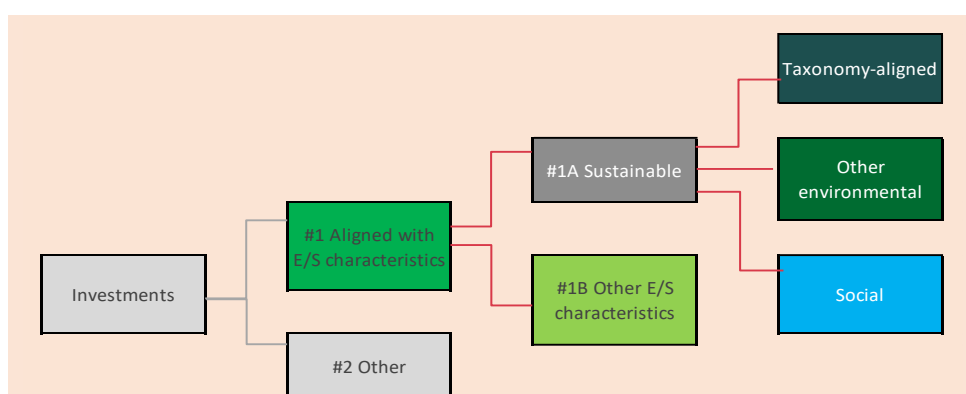 Investments
#1 Aligned with
E/S characteristics
#2 Other
#1A Sustainable
#1B Other E/S
characteristics
Taxonomy-aligned
Other
environmental
Social